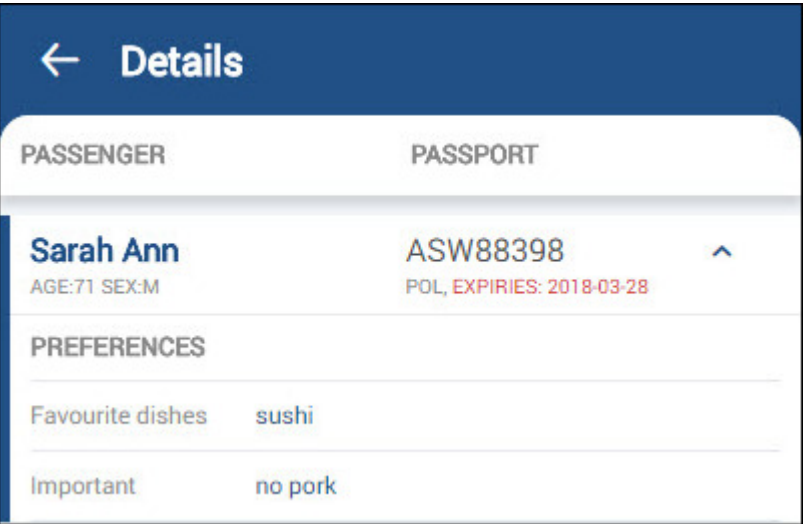 Details
PASSENGER PASSPORT
Sarah Ann ASW88398
AGE:71 SEX:M POL, EXPIRIES: 2018-03-28
PREFERENCES
Favourite dishes sushi
Important no pork